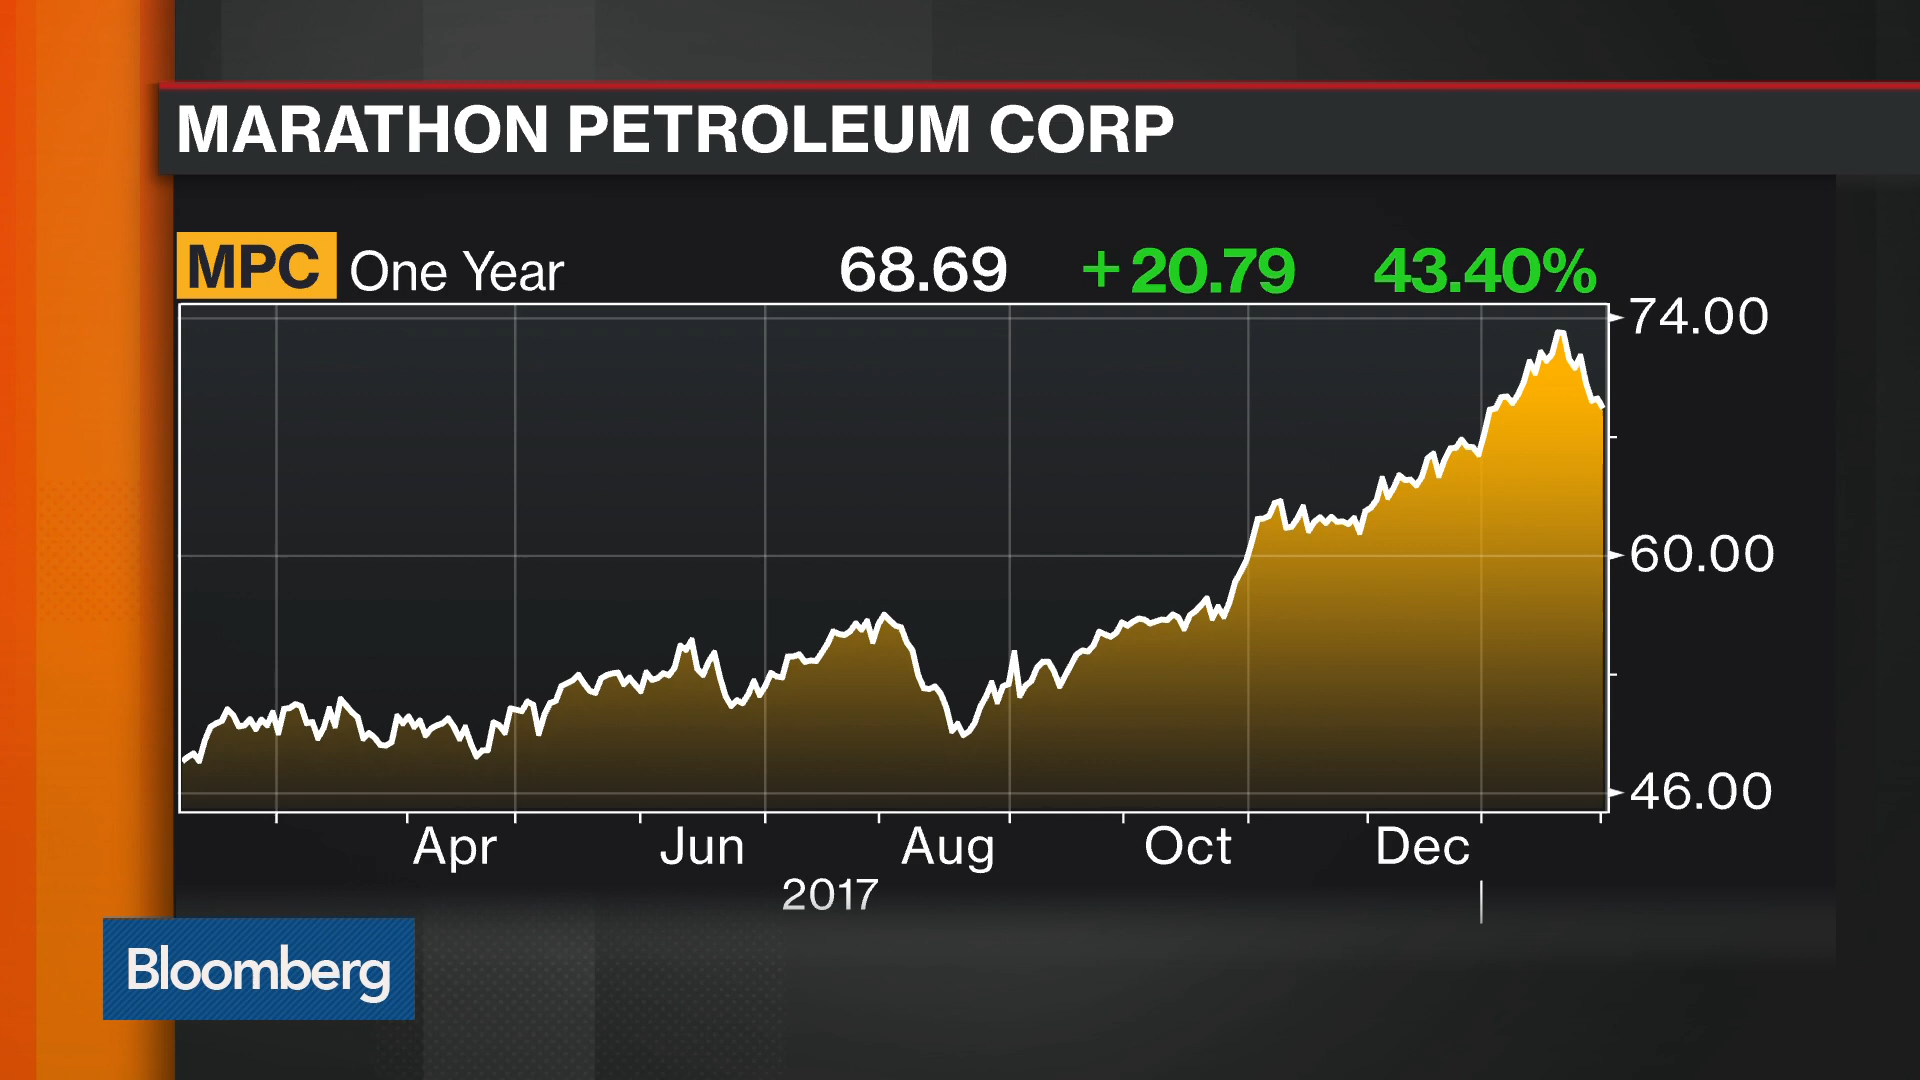 MARATHON PETROLEUM CORP
MPC One Year 68.69 +20.79 43.40%
74.00
60.00
46.00
Apr Jun Aug Oct Dec
2017
Bloomberg